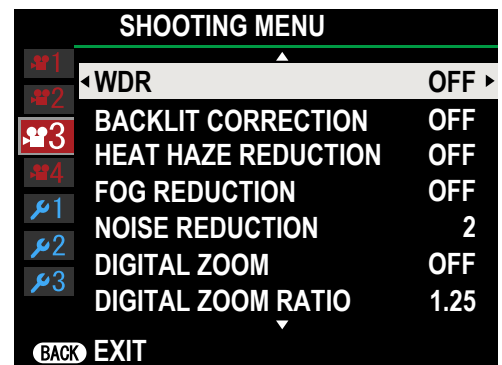 SHOOTING MENU
1
2
3
4
1
2
3
WDR OFF
BACKLIT CORRECTION OFF
HEAT HAZE REDUCTION OFF
FOG REDUCTION OFF
NOISE REDUCTION 2
DIGITAL ZOOM OFF
DIGITAL ZOOM RATIO 1.25
BACK EXIT